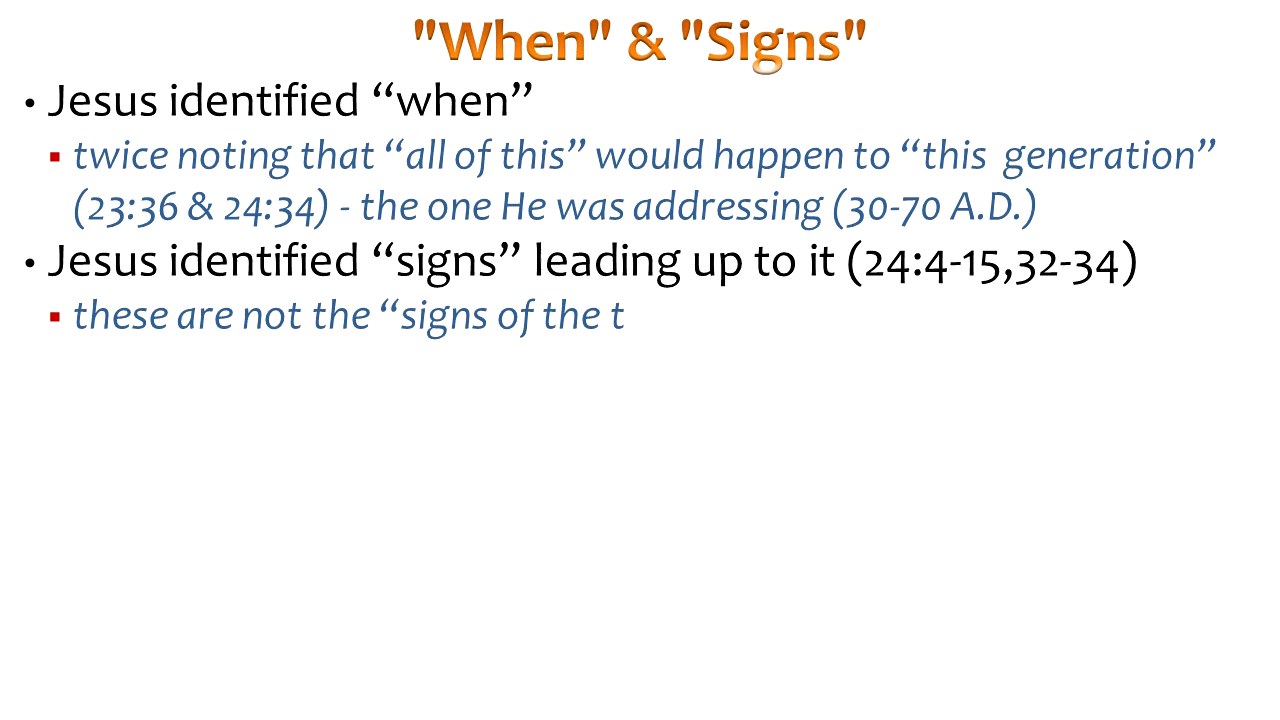 "When" & "Signs"
• Jesus identified “when”
▪ twice noting that “all of this” would happen to “this generation”
(23:36 & 24:34) - the one He was addressing (30-70 A.D.)
• Jesus identified “signs” leading up to it (24:4-15,32-34)
▪ these are not the “signs of the t